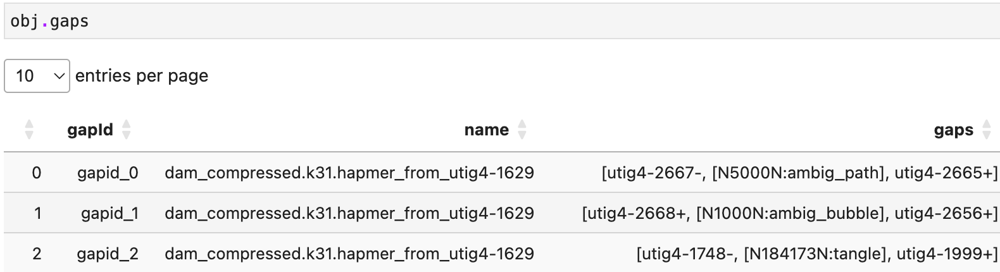 obj.gaps
10 entries per page
gapId name gaps
0 gapid_0 dam_compressed.k31.hapmer_from_utig4-1629 [utig4-2667-, [N5000N:ambig_path], utig4-2665+]
1 gapid_1 dam_compressed.k31.hapmer_from_utig4-1629 [utig4-2668+, [N1000N:ambig_bubble], utig4-2656+]
2 gapid_2 dam_compressed.k31.hapmer_from_utig4-1629 [utig4-1748-, [N184173N:tangle], utig4-1999+]